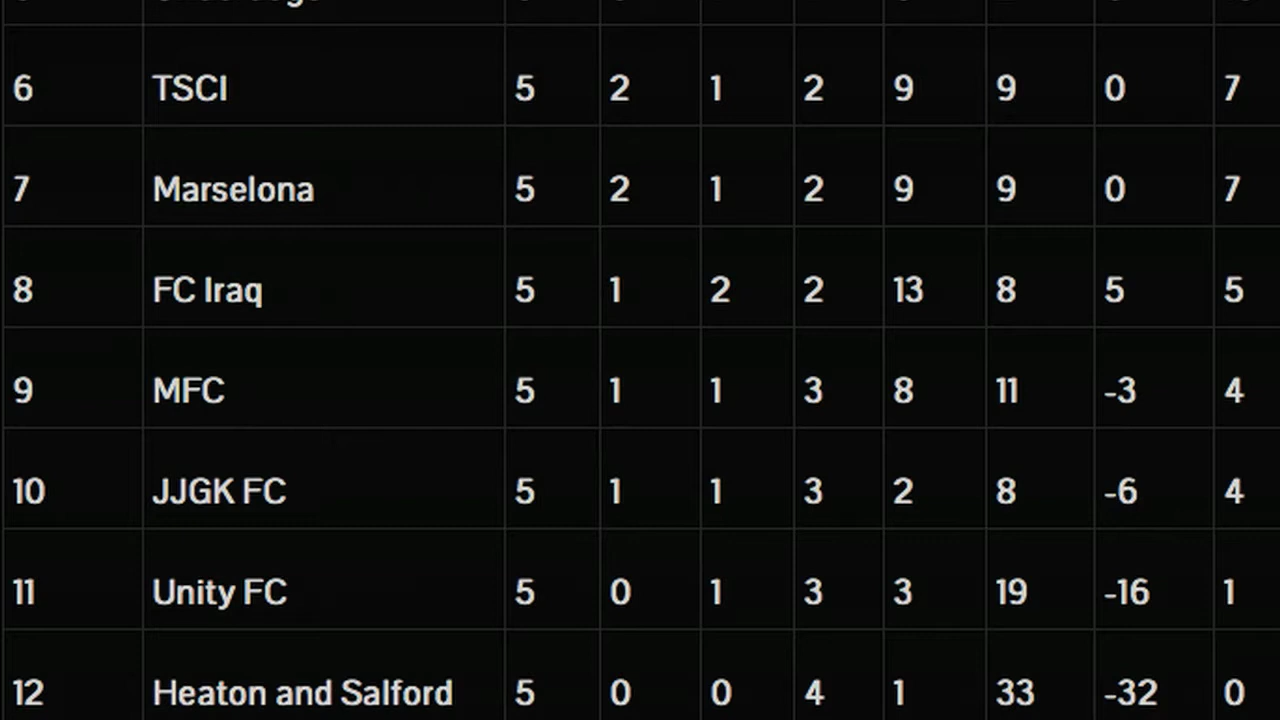 6 TSCI 5 2 1 2 9 9 0 7
7 Marselona 5 2 1 2 9 9 0 7
8 FC Iraq 5 1 2 2 13 8 5 5
9 MFC 5 1 1 3 8 11 -3 4
10 JJGK FC 5 1 1 3 2 8 -6 4
11 Unity FC 5 0 1 3 3 19 -16 1
12 Heaton and Salford 5 0 0 4 1 33 -32 0